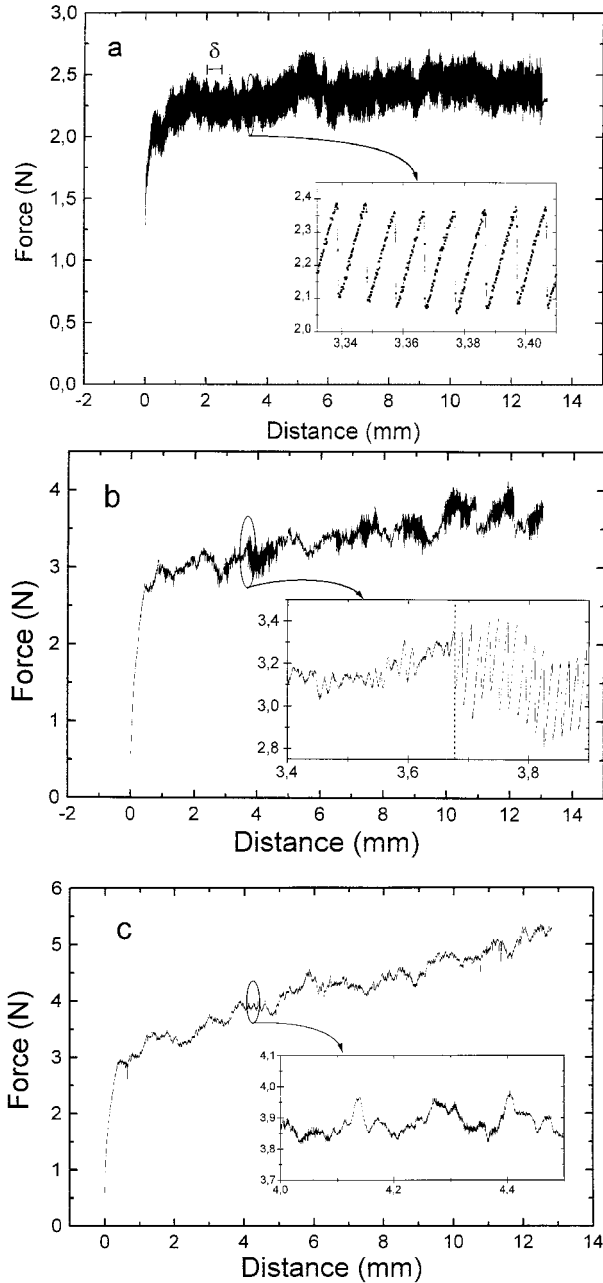 a
δ
3,0
2,5
2,0
1,5
1,0
0,5
0,0
Force (N)
2,4
2,3
2,2
2,1
2,0
3,34 3,36 3,38 3,40
-2 0 2 4 6 8 10 12 14
Distance (mm)
b
4
3
2
1
0
Force (N)
3,4
3,2
3,0
2,8
3,4 3,6 3,8
-2 0 2 4 6 8 10 12 14
Distance (mm)
c
6
5
4
3
2
1
0
Force (N)
4,1
4,0
3,9
3,8
3,7
4,0 4,2 4,4
0 2 4 6 8 10 12 14
Distance (mm)